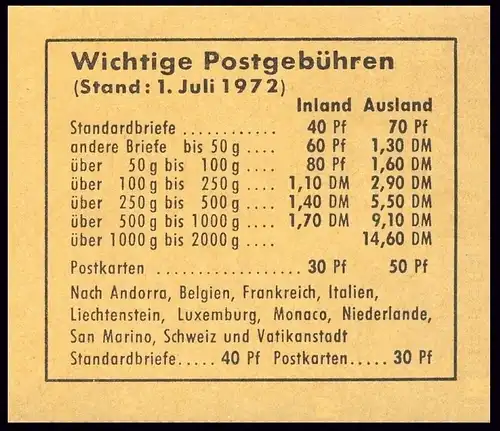 Wichtige Postgebühren
(Stand: 1. Juli 1972)
Inland Ausland
Standardbriefe ............ 40 Pf 70 Pf
andere Briefe bis 50 g .... 60 Pf 1,30 DM
über 50 g bis 100 g .... 80 Pf 1,60 DM
über 100 g bis 250 g .... 1,10 DM 2,90 DM
über 250 g bis 500 g .... 1,40 DM 5,50 DM
über 500 g bis 1000 g .... 1,70 DM 9,10 DM
über 1000 g bis 2000 g .... 14,60 DM
Postkarten ................. 30 Pf 50 Pf
Nach Andorra, Belgien, Frankreich, Italien,
Liechtenstein, Luxemburg, Monaco, Niederlande,
San Marino, Schweiz und Vatikanstadt
Standardbriefe..... 40 Pf Postkarten..... 30 Pf